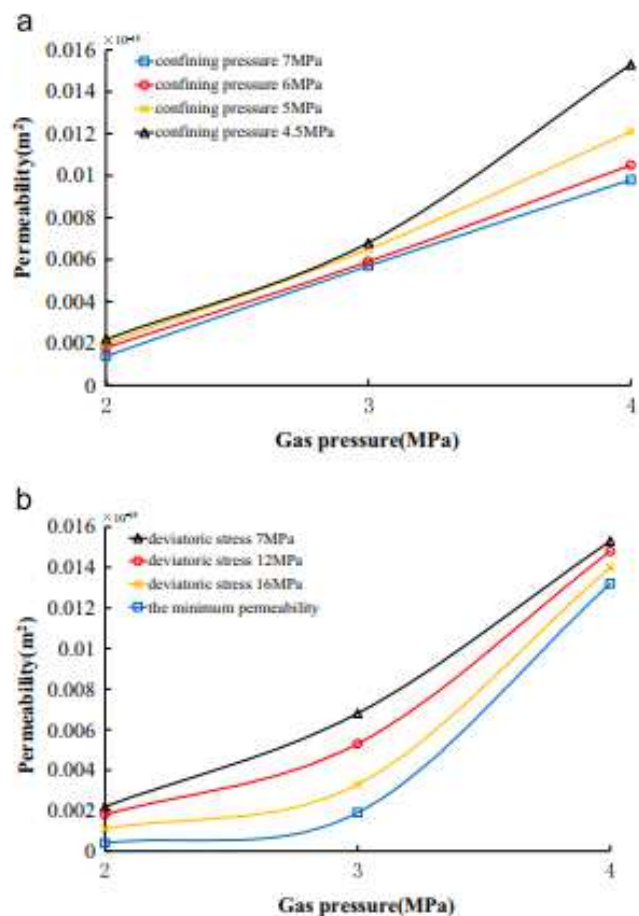 a
0.016
confining pressure 7MPa
0.014
confining pressure 6MPa
0.012
confining pressure 5MPa
confining pressure 4.5MPa
0.01
0.008
0.006
0.004
0.002
0
Permeability(m²)
2
3
4
Gas pressure(MPa)
b
0.016
deviatoric stress 7MPa
0.014
deviatoric stress 12MPa
deviatoric stress 16MPa
0.012
the minimum permeability
0.01
0.008
0.006
0.004
0.002
0
Permeability(m²)
2
3
4
Gas pressure(MPa)